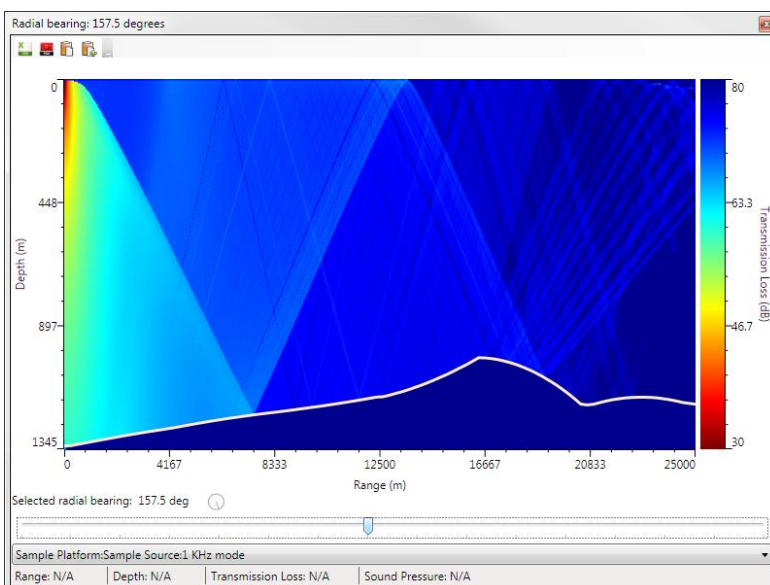 Radial bearing: 157.5 degrees
0
448
897
1345
Depth (m)
0
4167
8333
12500
16667
20833
25000
Range (m)
80
63.3
46.7
30
Transmission Loss (dB)
Selected radial bearing: 157.5 deg
Sample Platform:Sample Source:1 KHz mode
Range: N/A Depth: N/A Transmission Loss: N/A Sound Pressure: N/A